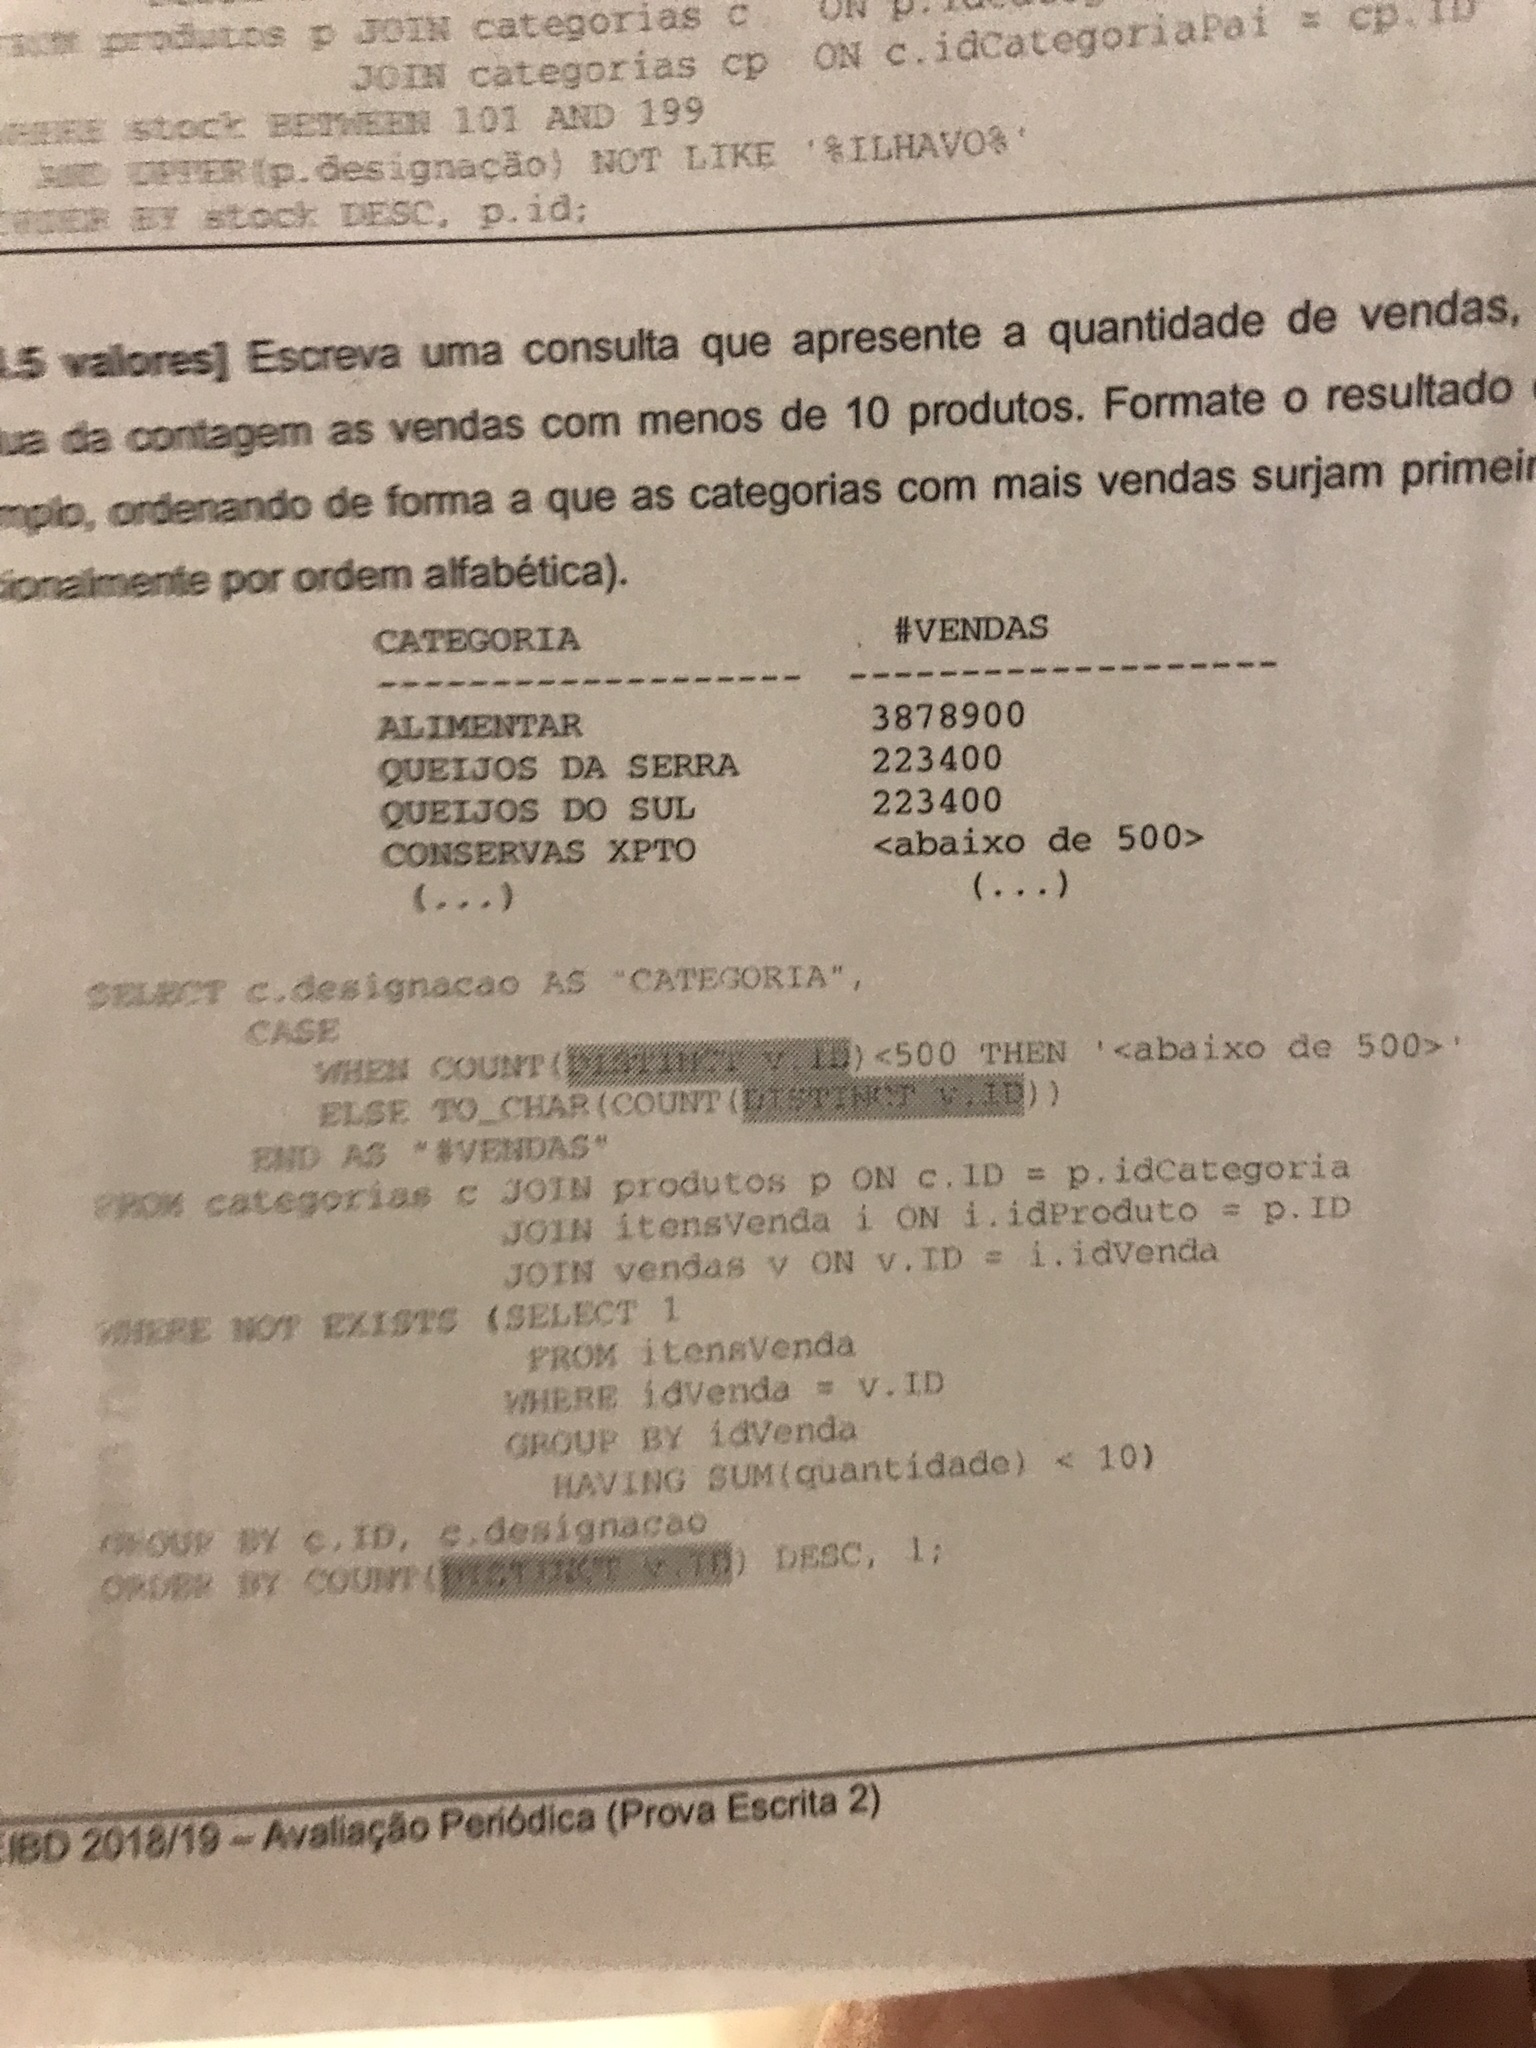 produtos p JOIN categorias c ON
JOIN categorias cp ON c.idCategoriaPai = cp.ID
WHERE stock BETWEEN 101 AND 199
AND UPPER(p.designação) NOT LIKE '%ILHAVO%'
ORDER BY stock DESC, p.id;
.5 valores] Escreva uma consulta que apresente a quantidade de vendas,
da contagem as vendas com menos de 10 produtos. Formate o resultado
mplo, ordenando de forma a que as categorias com mais vendas surjam primeir
cionalmente por ordem alfabética).
CATEGORIA #VENDAS
------------------ ------------------
ALIMENTAR 3878900
QUEIJOS DA SERRA 223400
QUEIJOS DO SUL 223400
CONSERVAS XPTO <abaixo de 500>
(...) (...)
SELECT c.designacao AS "CATEGORIA",
CASE
WHEN COUNT(DISTINCT v.ID)<500 THEN '<abaixo de 500>'
ELSE TO_CHAR(COUNT(DISTINCT v.ID))
END AS "#VENDAS"
FROM categorias c JOIN produtos p ON c.ID = p.idCategoria
JOIN itensVenda i ON i.idProduto = p.ID
JOIN vendas v ON v.ID = i.idVenda
WHERE NOT EXISTS (SELECT 1
FROM itensVenda
WHERE idVenda = v.ID
GROUP BY idVenda
HAVING SUM(quantidade) < 10)
GROUP BY c.ID, c.designacao
ORDER BY COUNT(DISTINCT v.ID) DESC, 1;
EIBD 2018/19 – Avaliação Periódica (Prova Escrita 2)